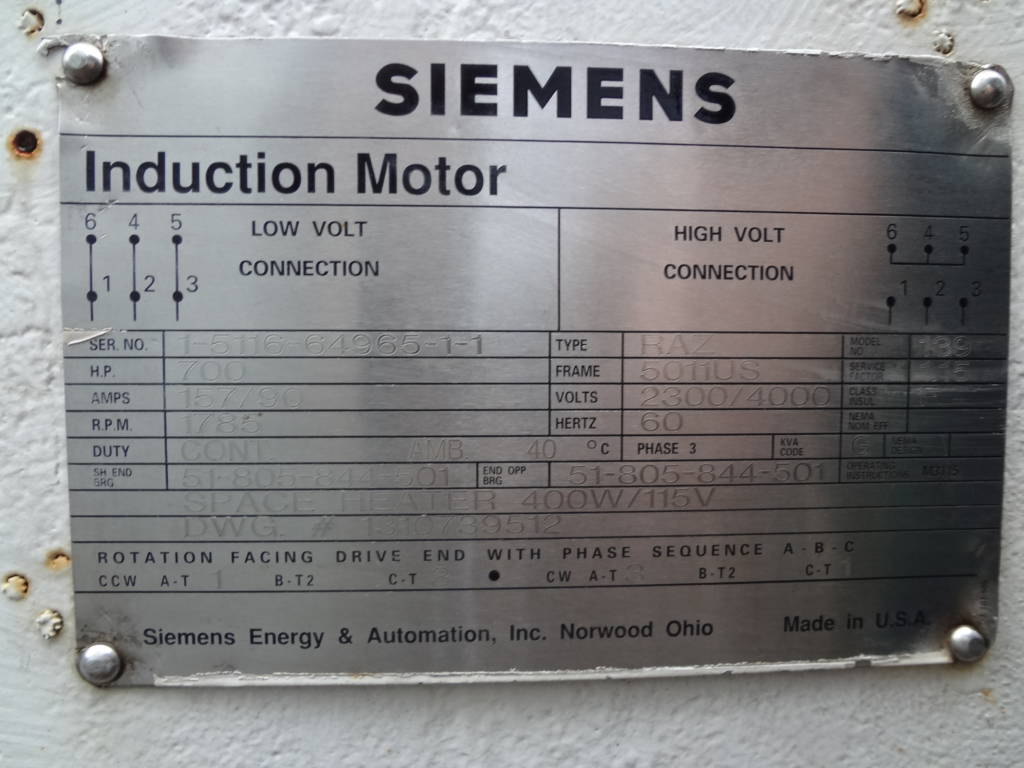 SIEMENS
Induction Motor
6 4 5 LOW VOLT HIGH VOLT 6 4 5
CONNECTION CONNECTION
1 2 3 1 2 3
SER. NO. 1-5116-64965-1-1 TYPE RAZ MODEL NO 139
H.P. 700 FRAME 5011US SERVICE FACTOR 1.15
AMPS 157/90 VOLTS 2300/4000 CLASS INSUL
R.P.M. 1785 HERTZ 60 NEMA NOM EFF
DUTY CONT. AMB. 40 °C PHASE 3 KVA CODE G NEMA DESIGN
SH END BRG 51-805-844-501 END OPP BRG 51-805-844-501 OPERATING INSTRUCTIONS
SPACE HEATER 400W/115V
DWG. # 1310739512
ROTATION FACING DRIVE END WITH PHASE SEQUENCE A-B-C
CCW A-T 1 B-T2 C-T 3 • CW A-T 3 B-T2 C-T 1
Siemens Energy & Automation, Inc. Norwood Ohio Made in U.S.A.